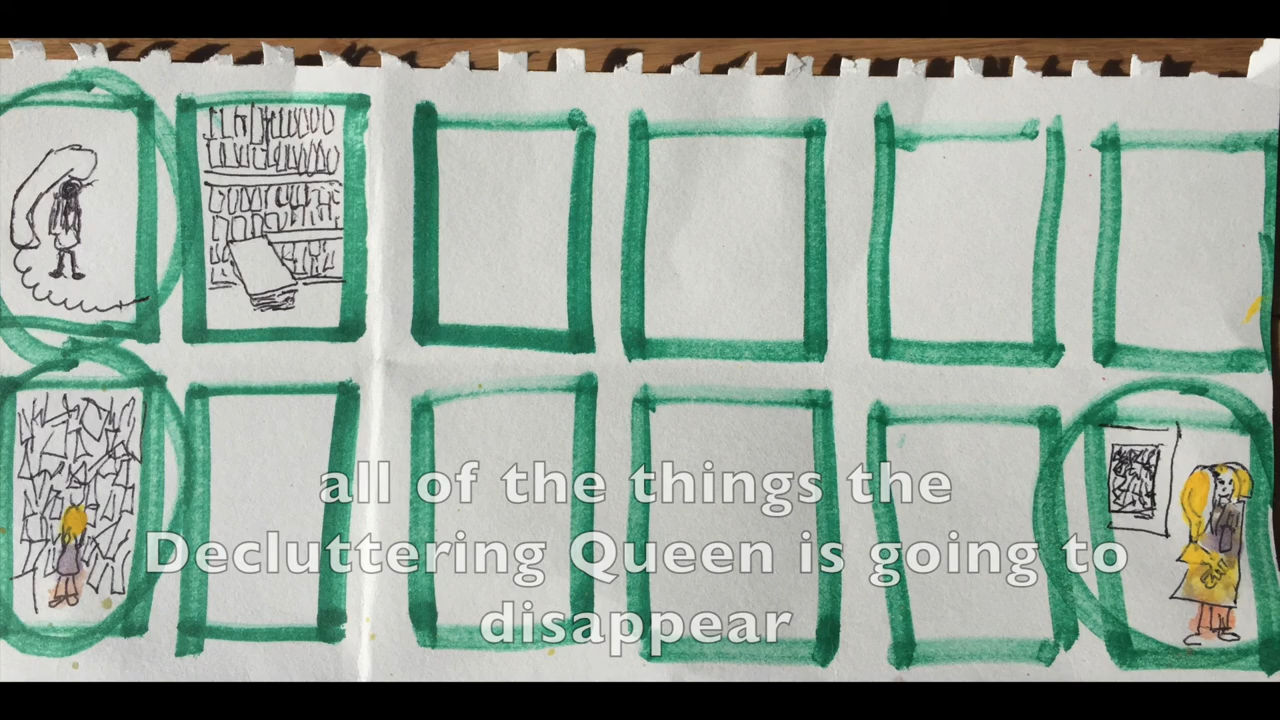 all of the things the
Decluttering Queen is going to
disappear